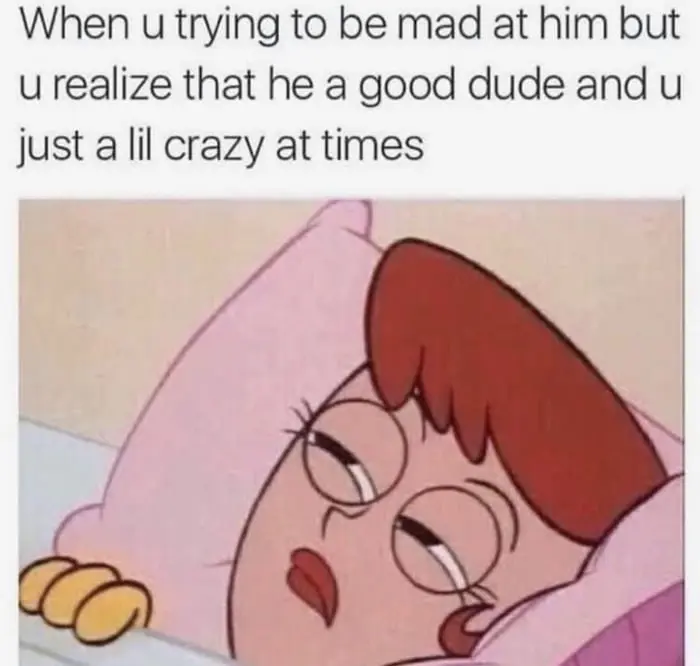 When u trying to be mad at him but
u realize that he a good dude and u
just a lil crazy at times